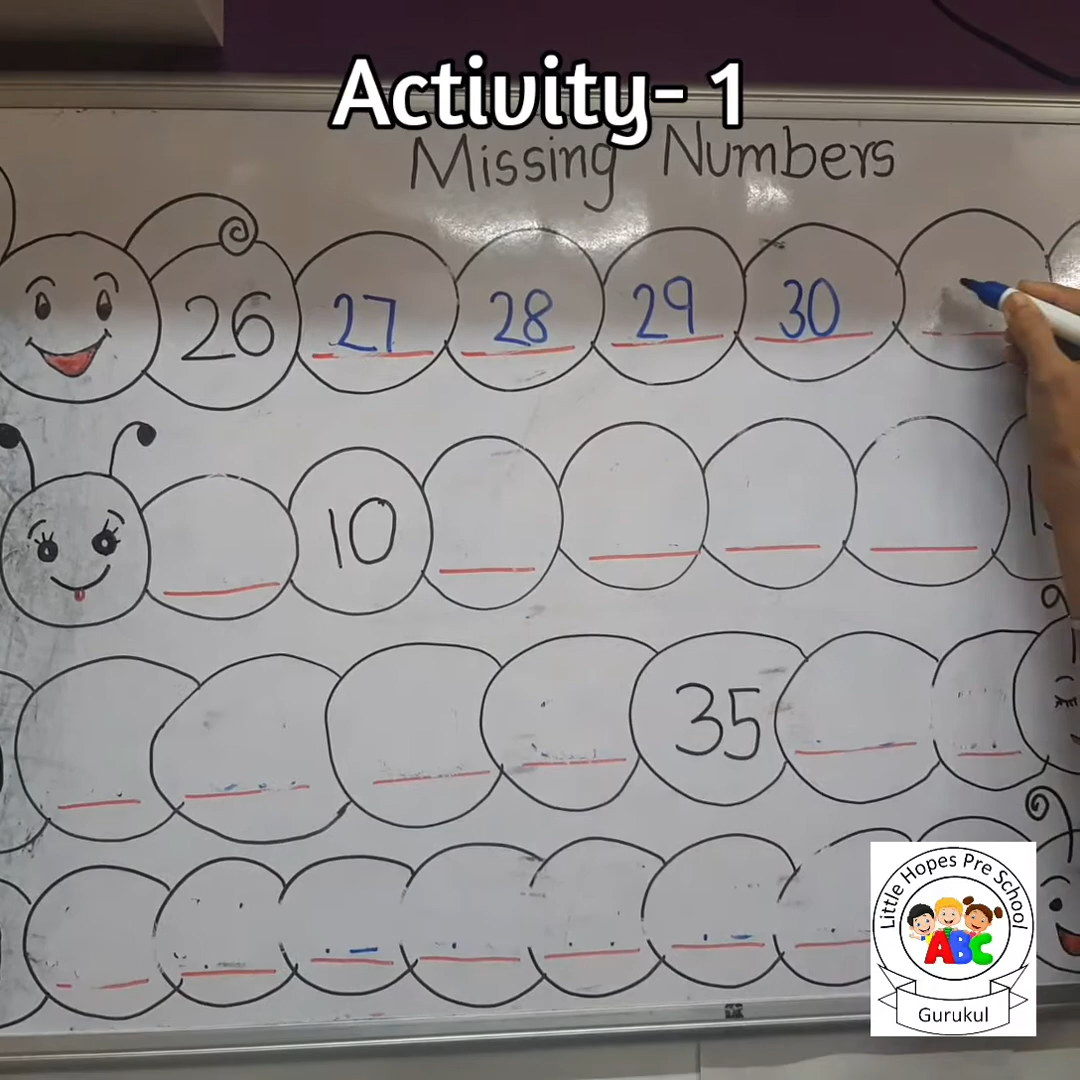 Activity- 1
Missing Numbers
26 27 28 29 30
10
35
Little Hopes Pre School
ABC
Gurukul